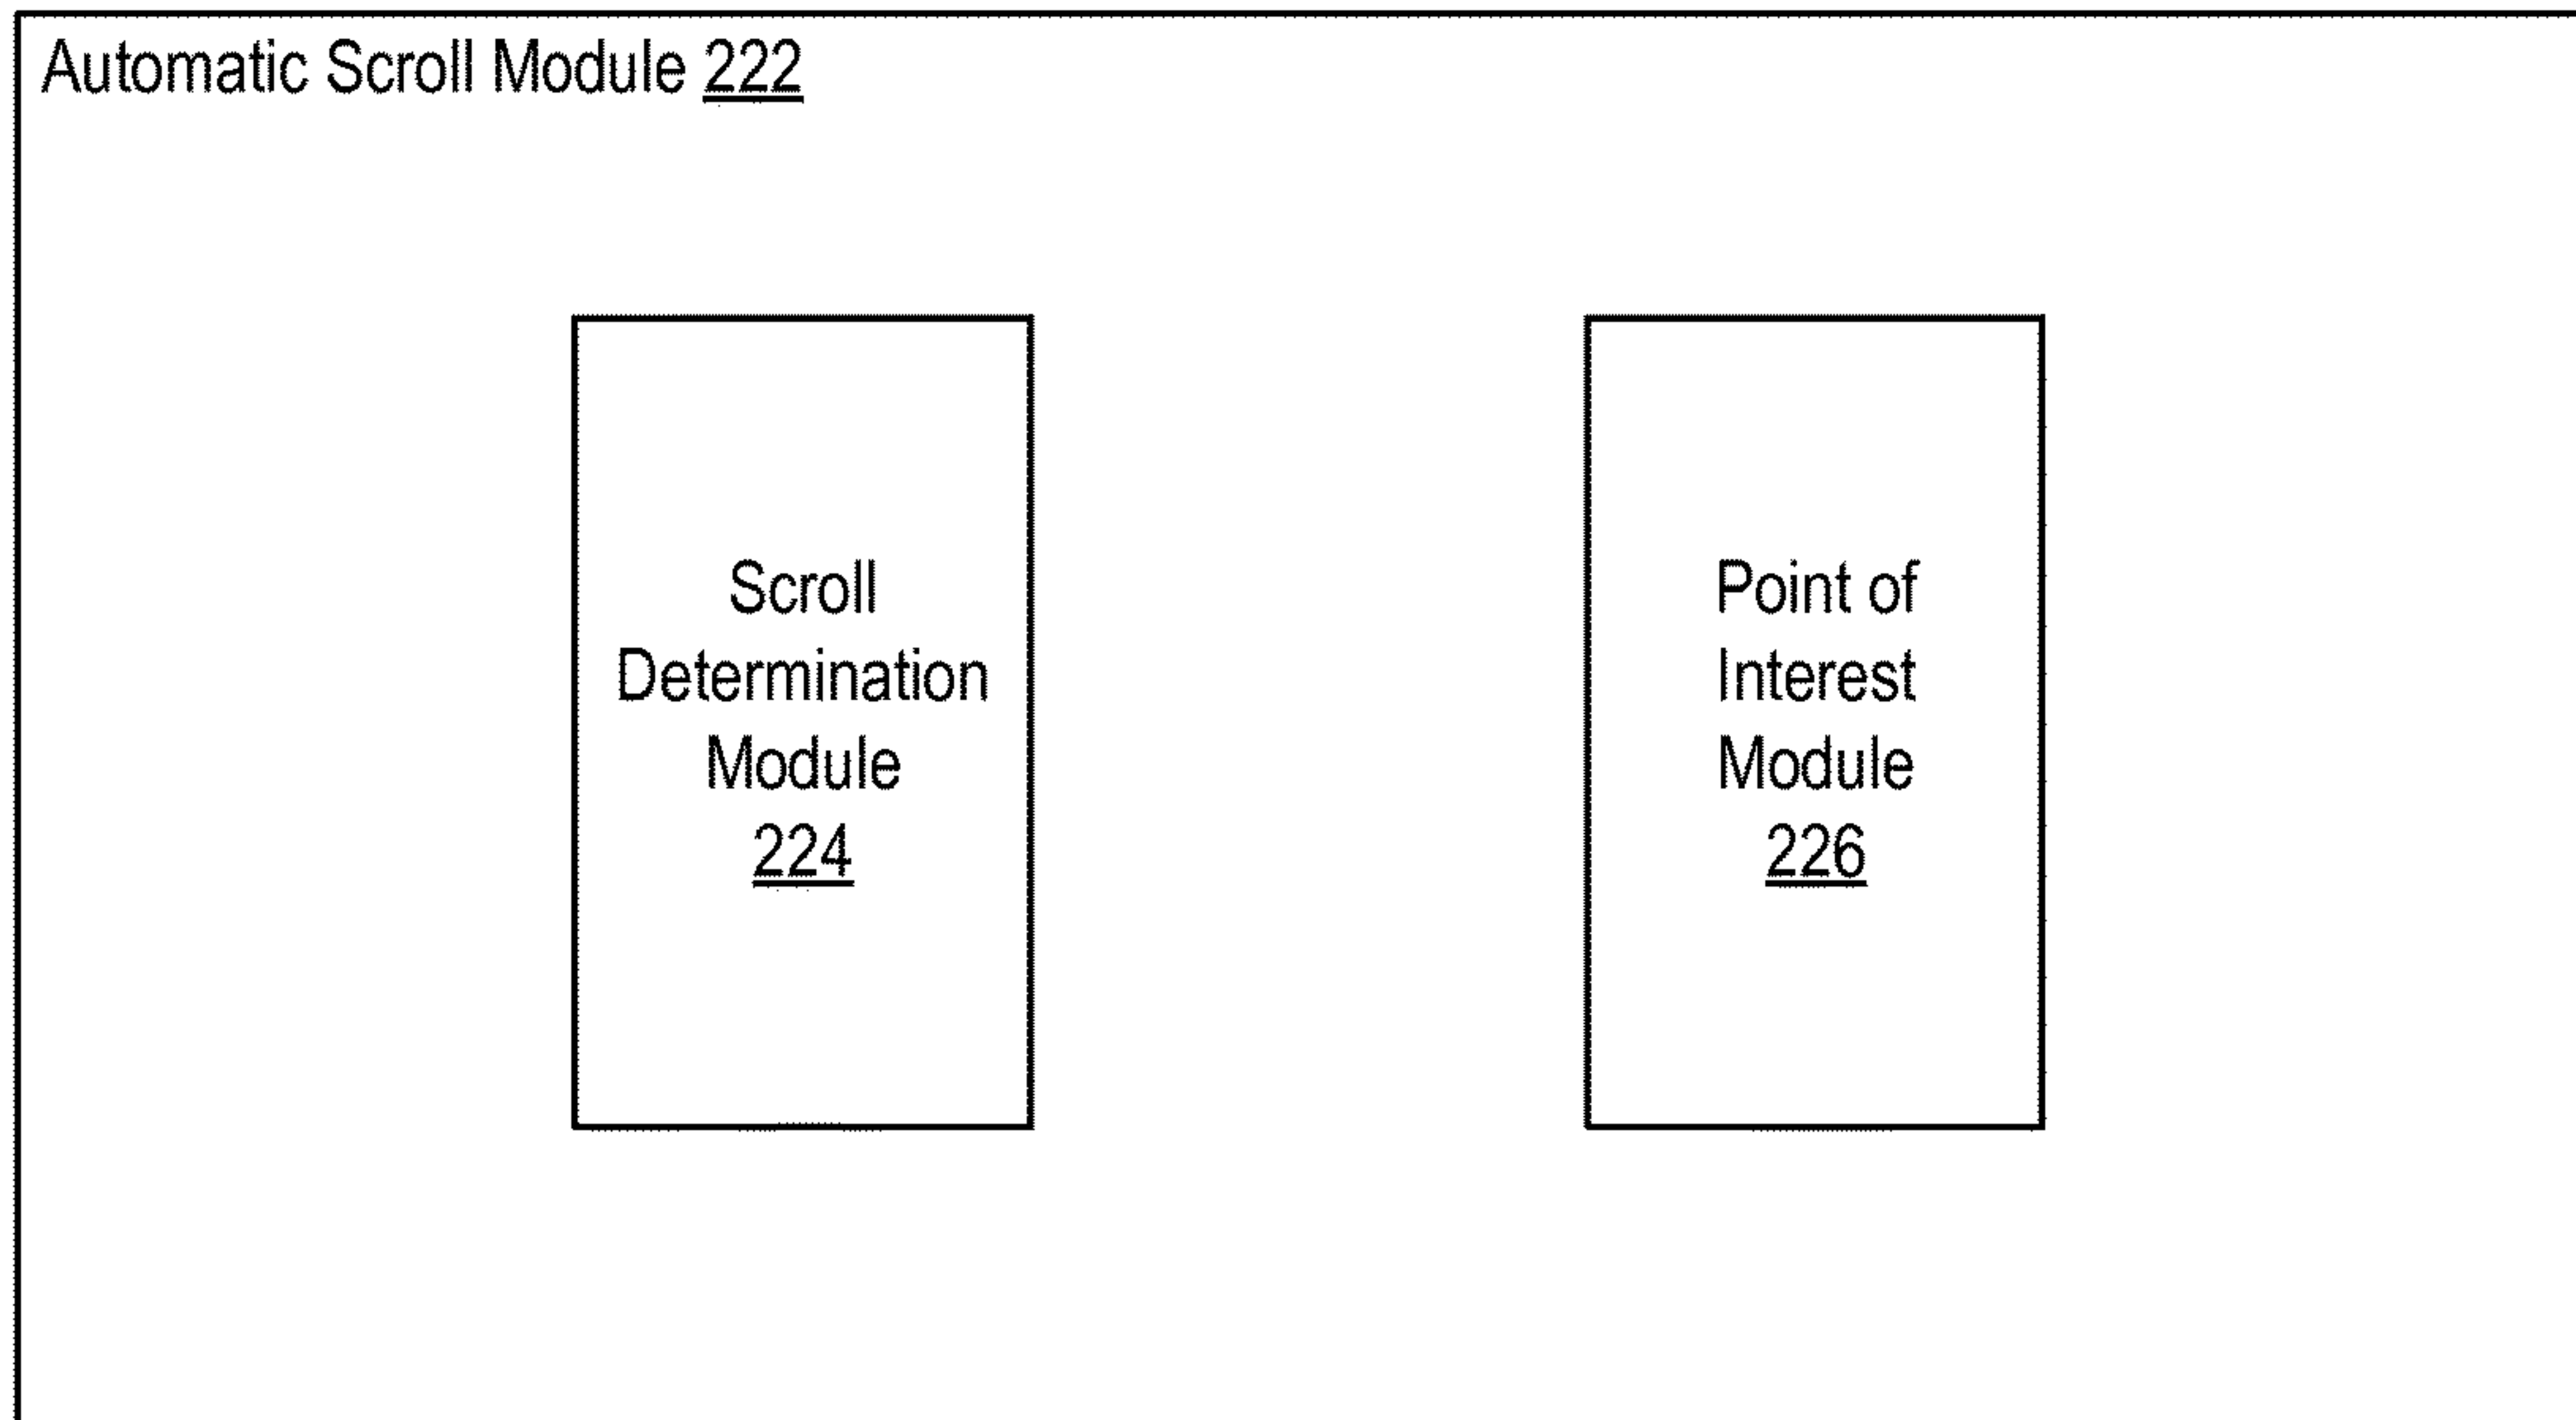 Automatic Scroll Module 222
Scroll
Determination
Module
224
Point of
Interest
Module
226